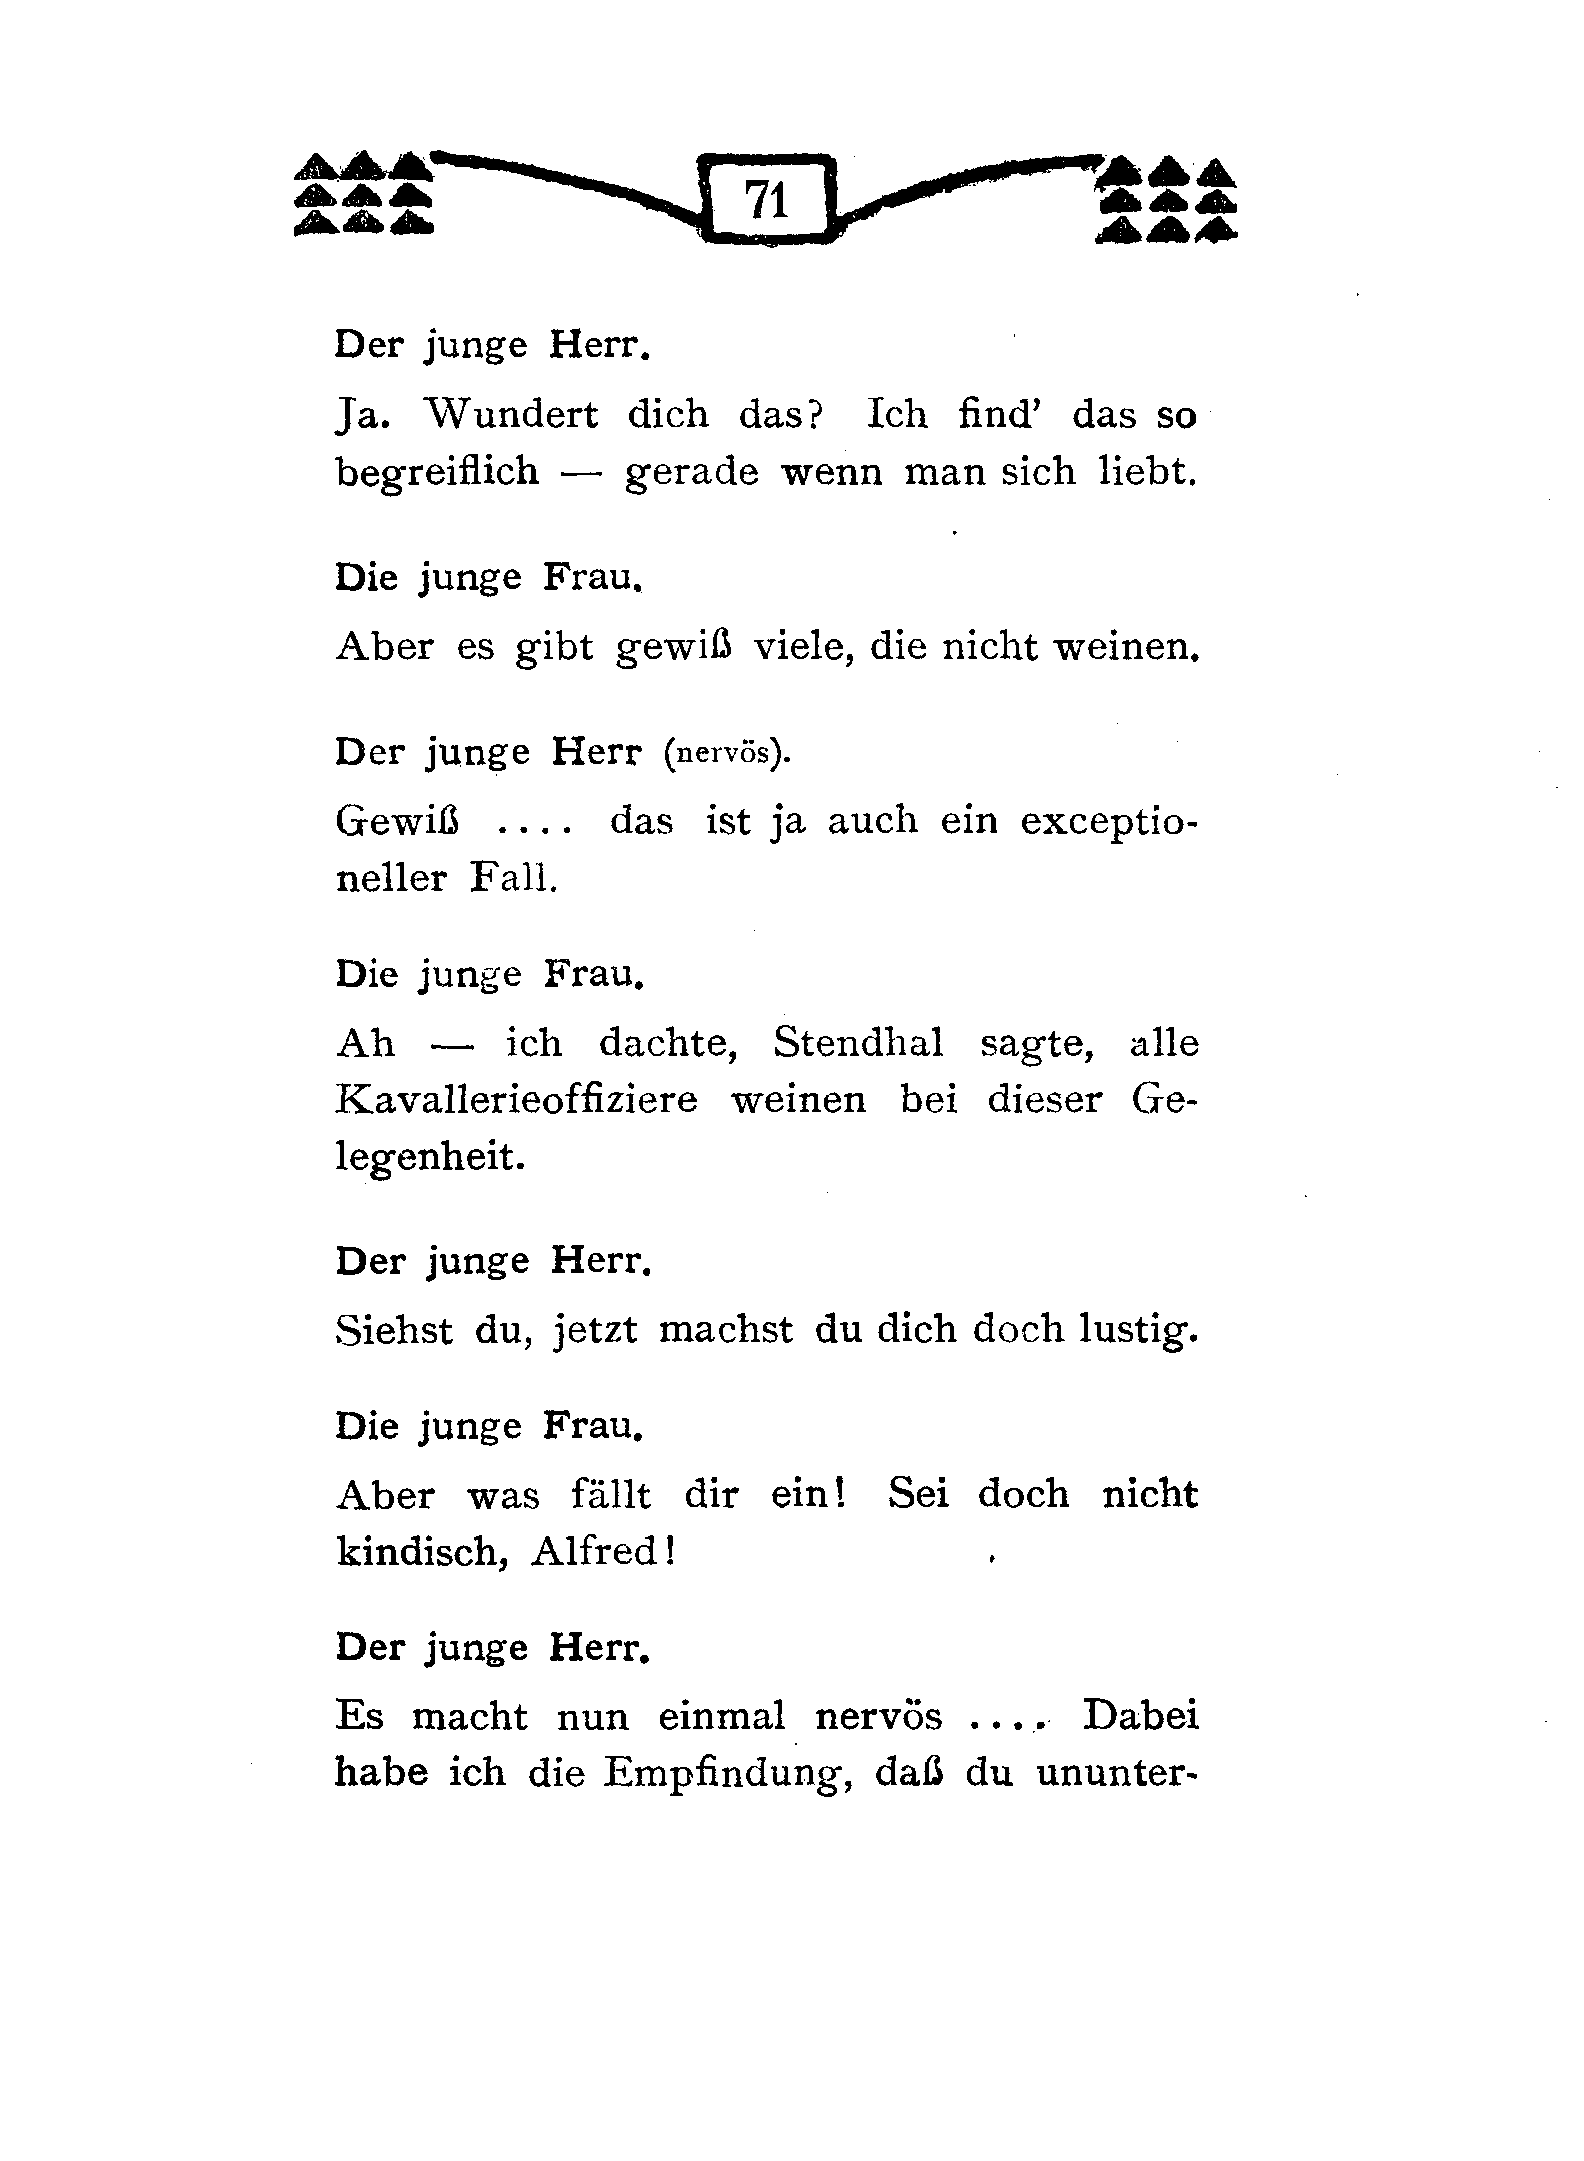 71
Der junge Herr.
Ja. Wundert dich das? Ich find' das so
begreiflich — gerade wenn man sich liebt.
Die junge Frau.
Aber es gibt gewiß viele, die nicht weinen.
Der junge Herr (nervös).
Gewiß .... das ist ja auch ein exceptio-
neller Fall.
Die junge Frau.
Ah — ich dachte, Stendhal sagte, alle
Kavallerieoffiziere weinen bei dieser Ge-
legenheit.
Der junge Herr.
Siehst du, jetzt machst du dich doch lustig.
Die junge Frau.
Aber was fällt dir ein! Sei doch nicht
kindisch, Alfred!
Der junge Herr.
Es macht nun einmal nervös .... Dabei
habe ich die Empfindung, daß du ununter-